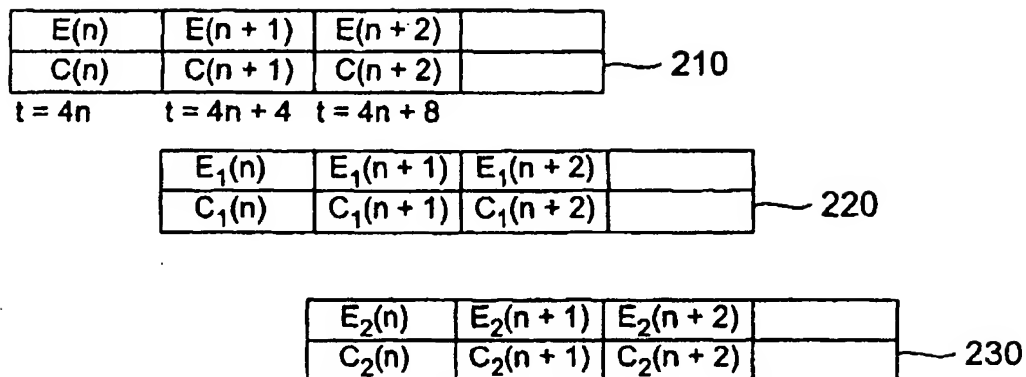 E(n) E(n + 1) E(n + 2)
C(n) C(n + 1) C(n + 2)
210
t = 4n t = 4n + 4 t = 4n + 8
E₁(n) E₁(n + 1) E₁(n + 2)
C₁(n) C₁(n + 1) C₁(n + 2)
220
E₂(n) E₂(n + 1) E₂(n + 2)
C₂(n) C₂(n + 1) C₂(n + 2)
230